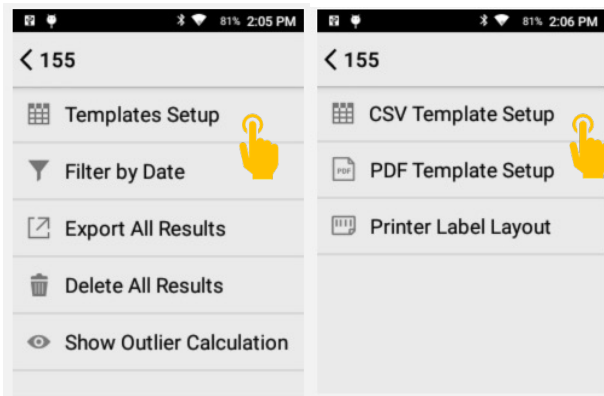 81% 2:05 PM
155
Templates Setup
Filter by Date
Export All Results
Delete All Results
Show Outlier Calculation
81% 2:06 PM
155
CSV Template Setup
PDF PDF Template Setup
Printer Label Layout